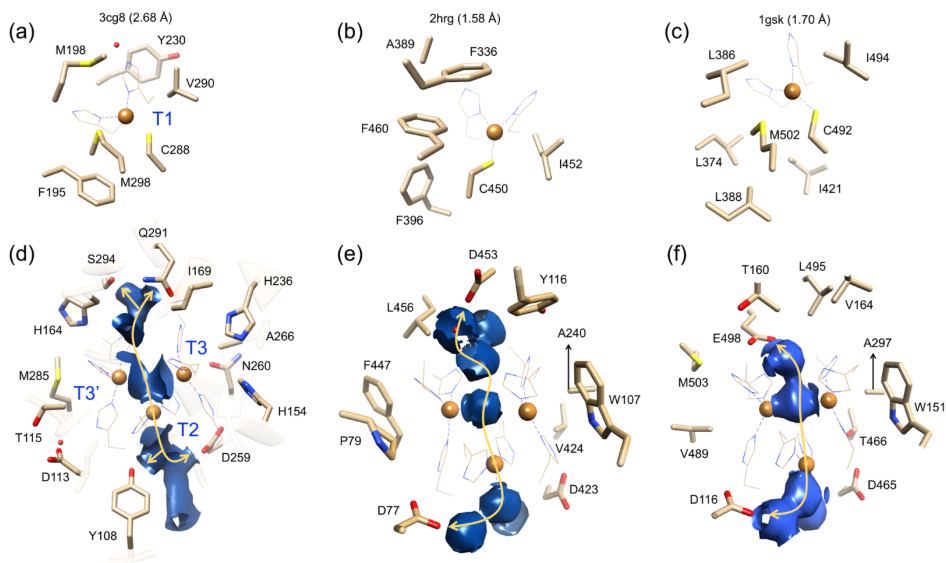 3cg8 (2.68 Å)
(a)
Y230
M198
V290
T1
C288
M298
F195
2hrg (1.58 Å)
(b)
A389
F336
F460
I452
C450
F396
1gsk (1.70 Å)
(c)
L386
I494
C492
M502
L374
I421
L388
(d)
Q291
S294
I169
H236
H164
T3
A266
M285
T3'
N260
H154
T115
T2
D259
D113
Y108
(e)
D453
Y116
L456
A240
F447
W107
P79
V424
D423
D77
(f)
T160
L495
V164
E498
A297
M503
W151
T466
V489
D465
D116